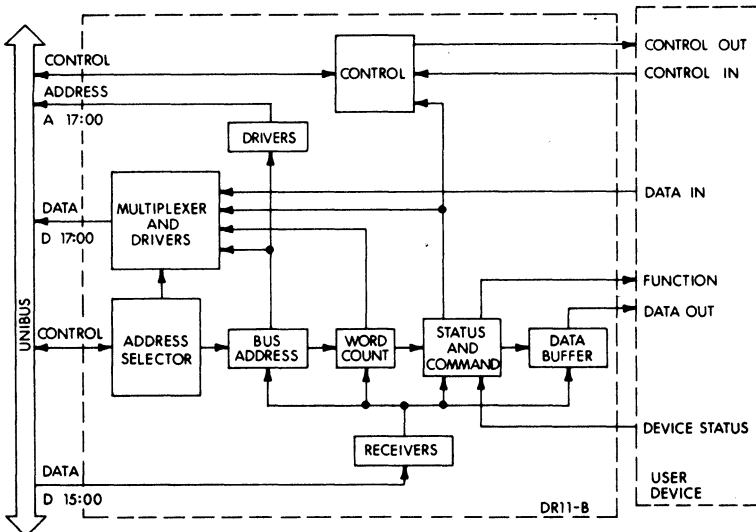 CONTROL
ADDRESS
A 17:00
CONTROL
CONTROL OUT
CONTROL IN
DRIVERS
DATA
D 17:00
MULTIPLEXER
AND
DRIVERS
DATA IN
UNIBUS
CONTROL
ADDRESS
SELECTOR
BUS
ADDRESS
WORD
COUNT
STATUS
AND
COMMAND
DATA
BUFFER
FUNCTION
DATA OUT
RECEIVERS
DEVICE STATUS
DATA
D 15:00
DR11-B
USER
DEVICE